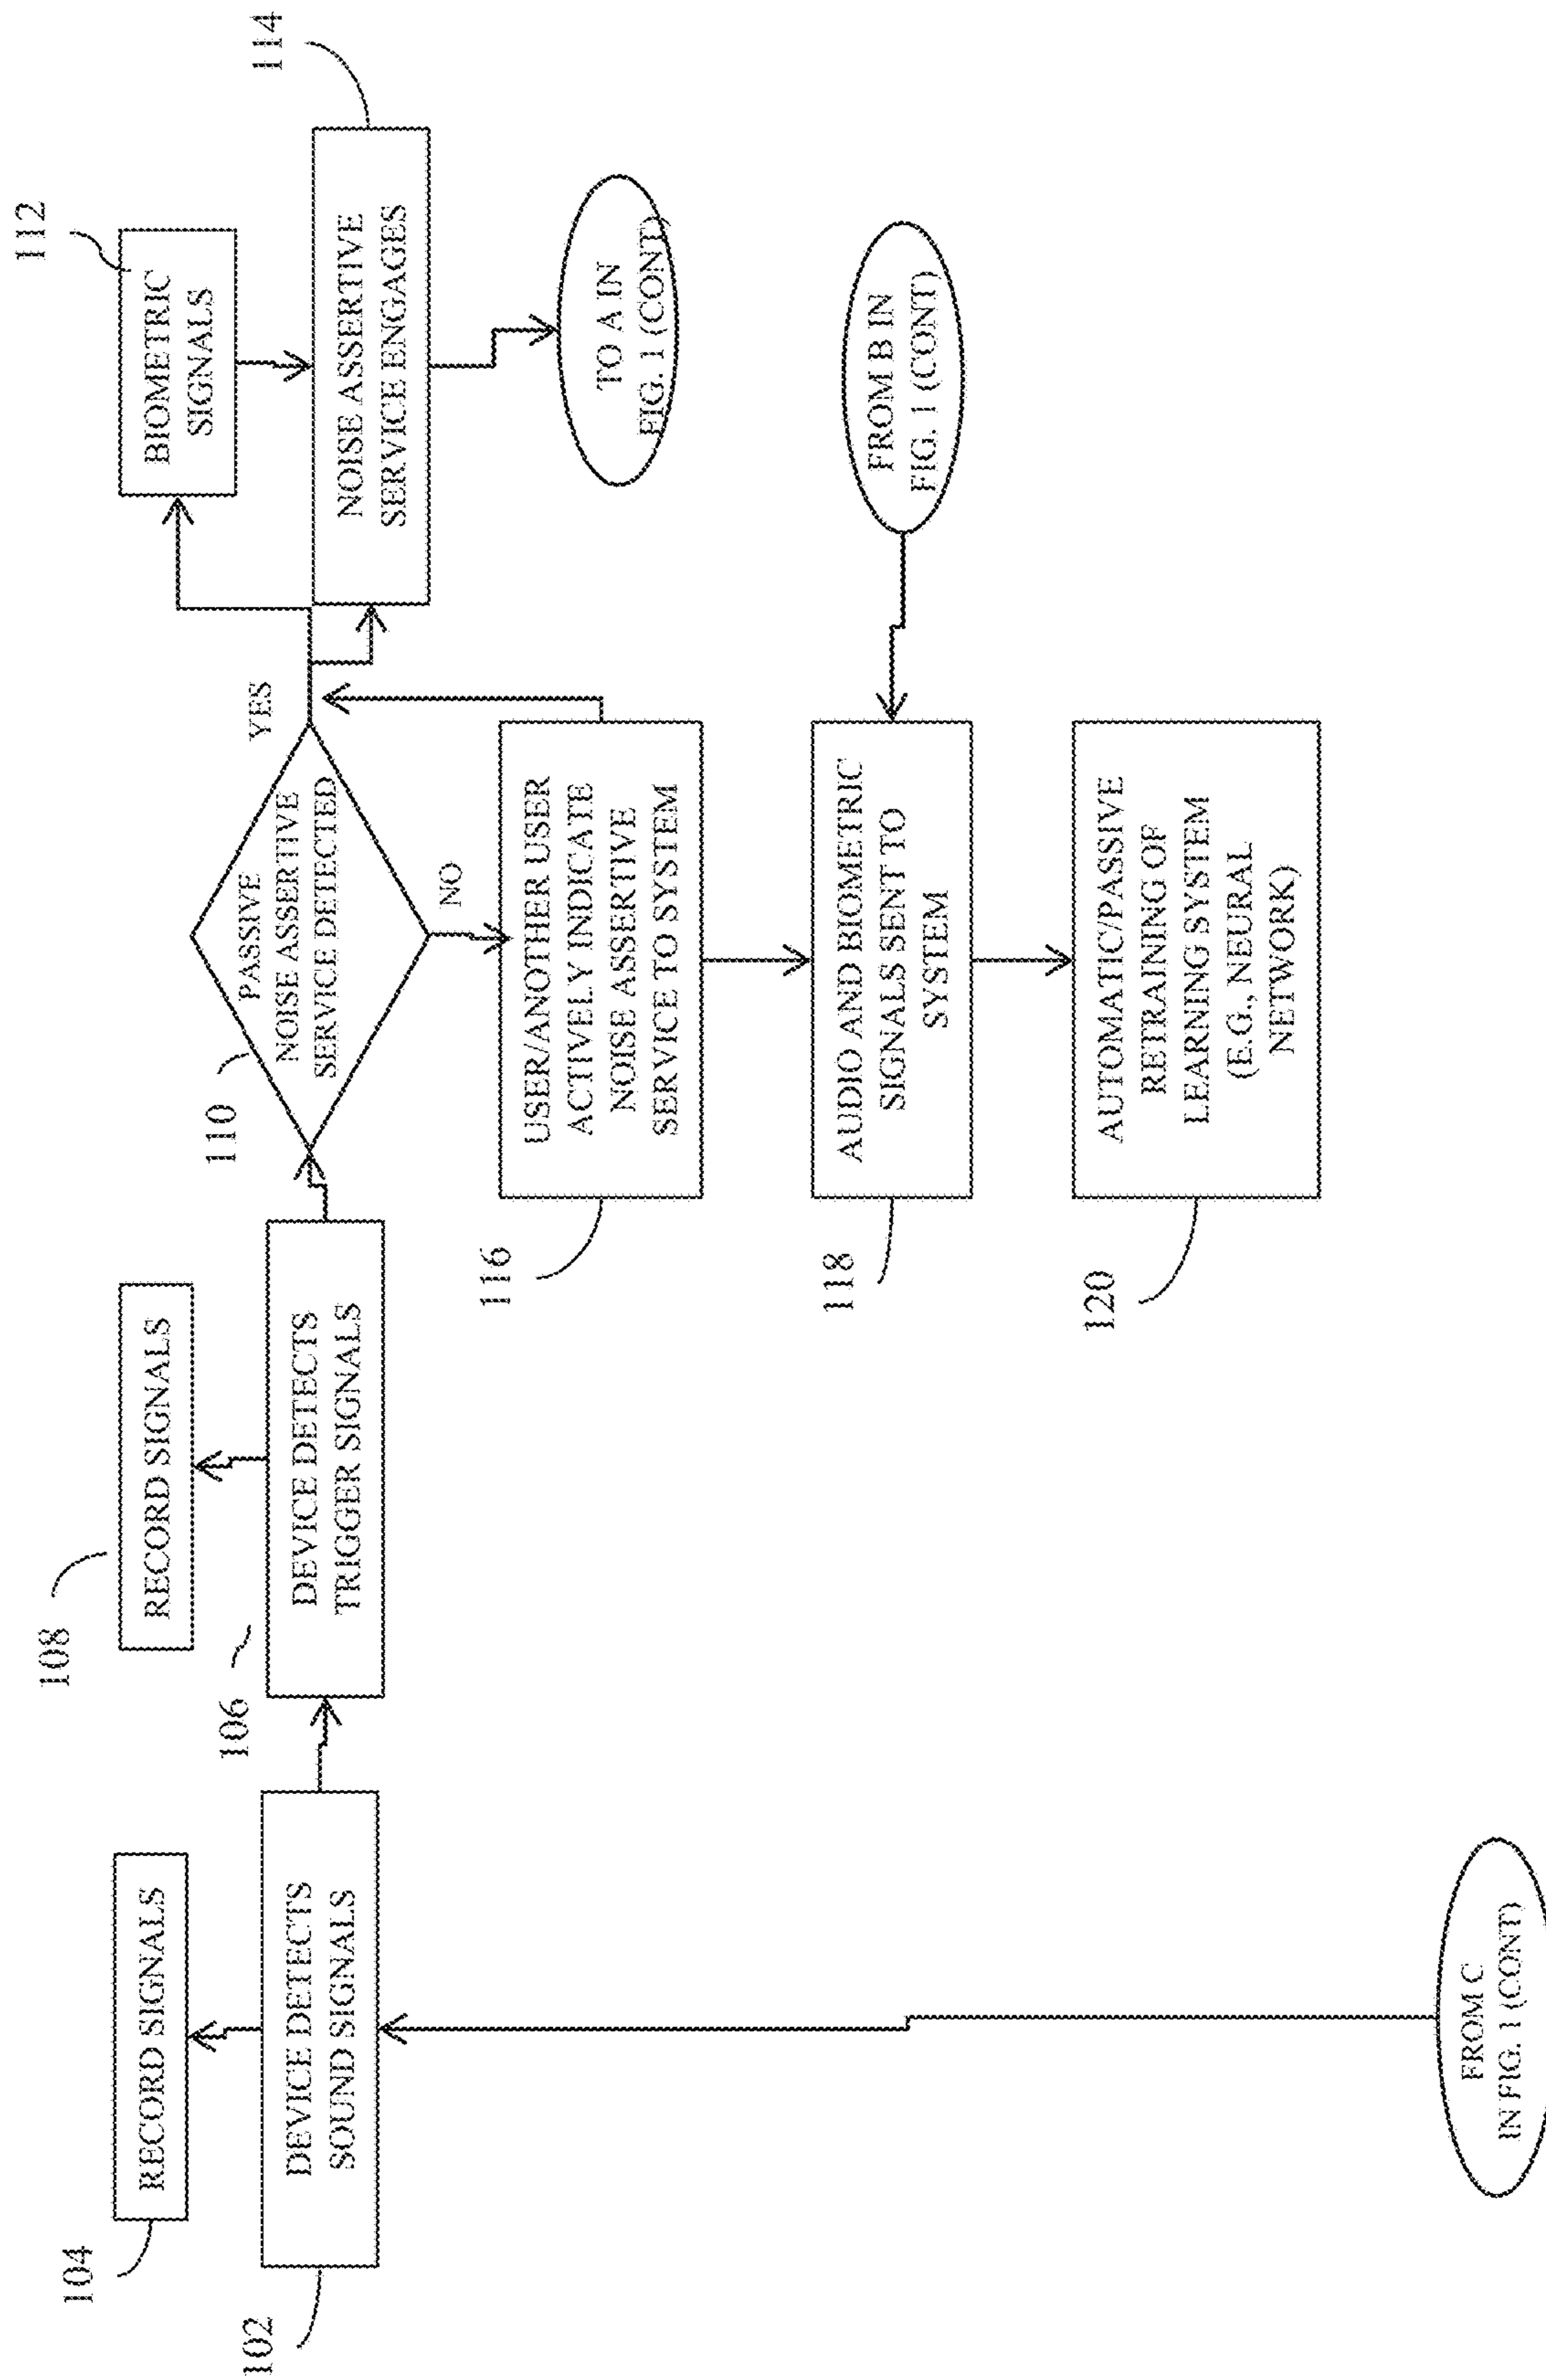 104
RECORD SIGNALS
102
DEVICE DETECTS
SOUND SIGNALS
FROM C
IN FIG. 1 (CONT)
108
RECORD SIGNALS
106
DEVICE DETECTS
TRIGGER SIGNALS
110
PASSIVE
NOISE ASSERTIVE
SERVICE DETECTED
YES
NO
112
BIOMETRIC
SIGNALS
114
NOISE ASSERTIVE
SERVICE ENGAGES
TO A IN
FIG. 1 (CONT)
116
USER/ANOTHER USER
ACTIVELY INDICATE
NOISE ASSERTIVE
SERVICE TO SYSTEM
118
AUDIO AND BIOMETRIC
SIGNALS SENT TO
SYSTEM
FROM B IN
FIG. 1 (CONT)
120
AUTOMATIC/PASSIVE
RETRAINING OF
LEARNING SYSTEM
(E.G., NEURAL
NETWORK)